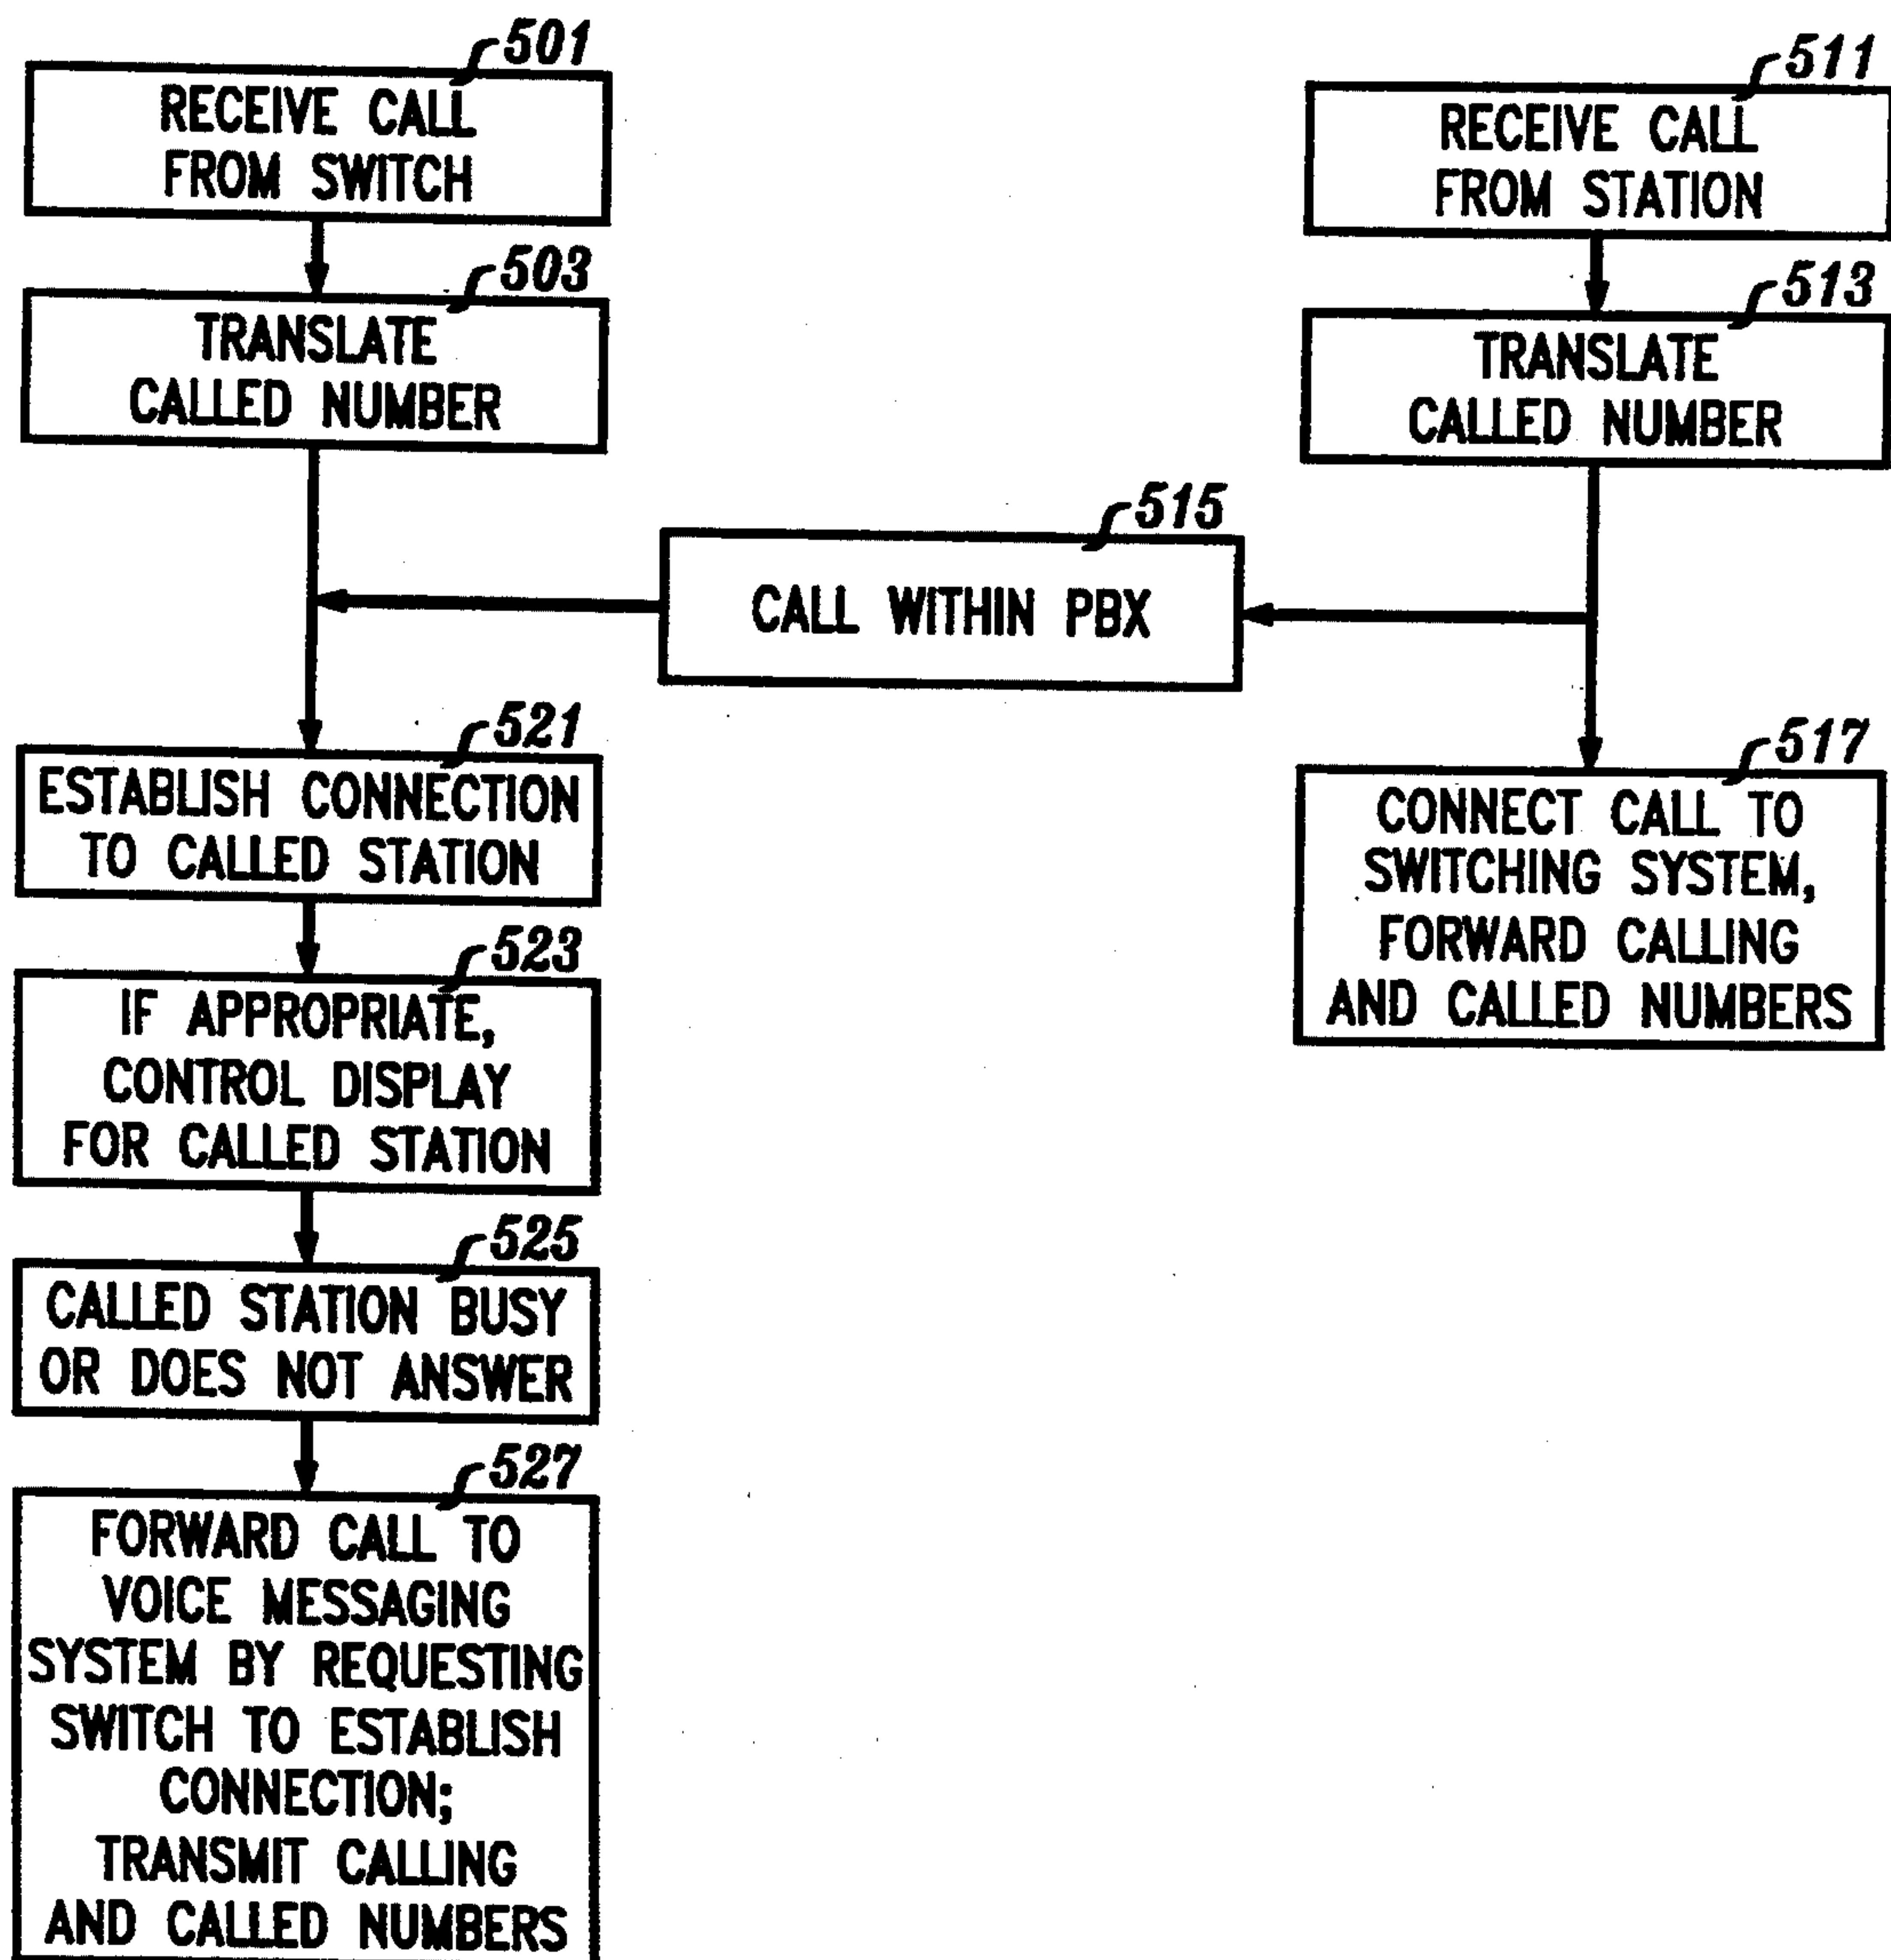 501
RECEIVE CALL
FROM SWITCH
503
TRANSLATE
CALLED NUMBER
511
RECEIVE CALL
FROM STATION
513
TRANSLATE
CALLED NUMBER
515
CALL WITHIN PBX
517
CONNECT CALL TO
SWITCHING SYSTEM,
FORWARD CALLING
AND CALLED NUMBERS
521
ESTABLISH CONNECTION
TO CALLED STATION
523
IF APPROPRIATE,
CONTROL DISPLAY
FOR CALLED STATION
525
CALLED STATION BUSY
OR DOES NOT ANSWER
527
FORWARD CALL TO
VOICE MESSAGING
SYSTEM BY REQUESTING
SWITCH TO ESTABLISH
CONNECTION;
TRANSMIT CALLING
AND CALLED NUMBERS